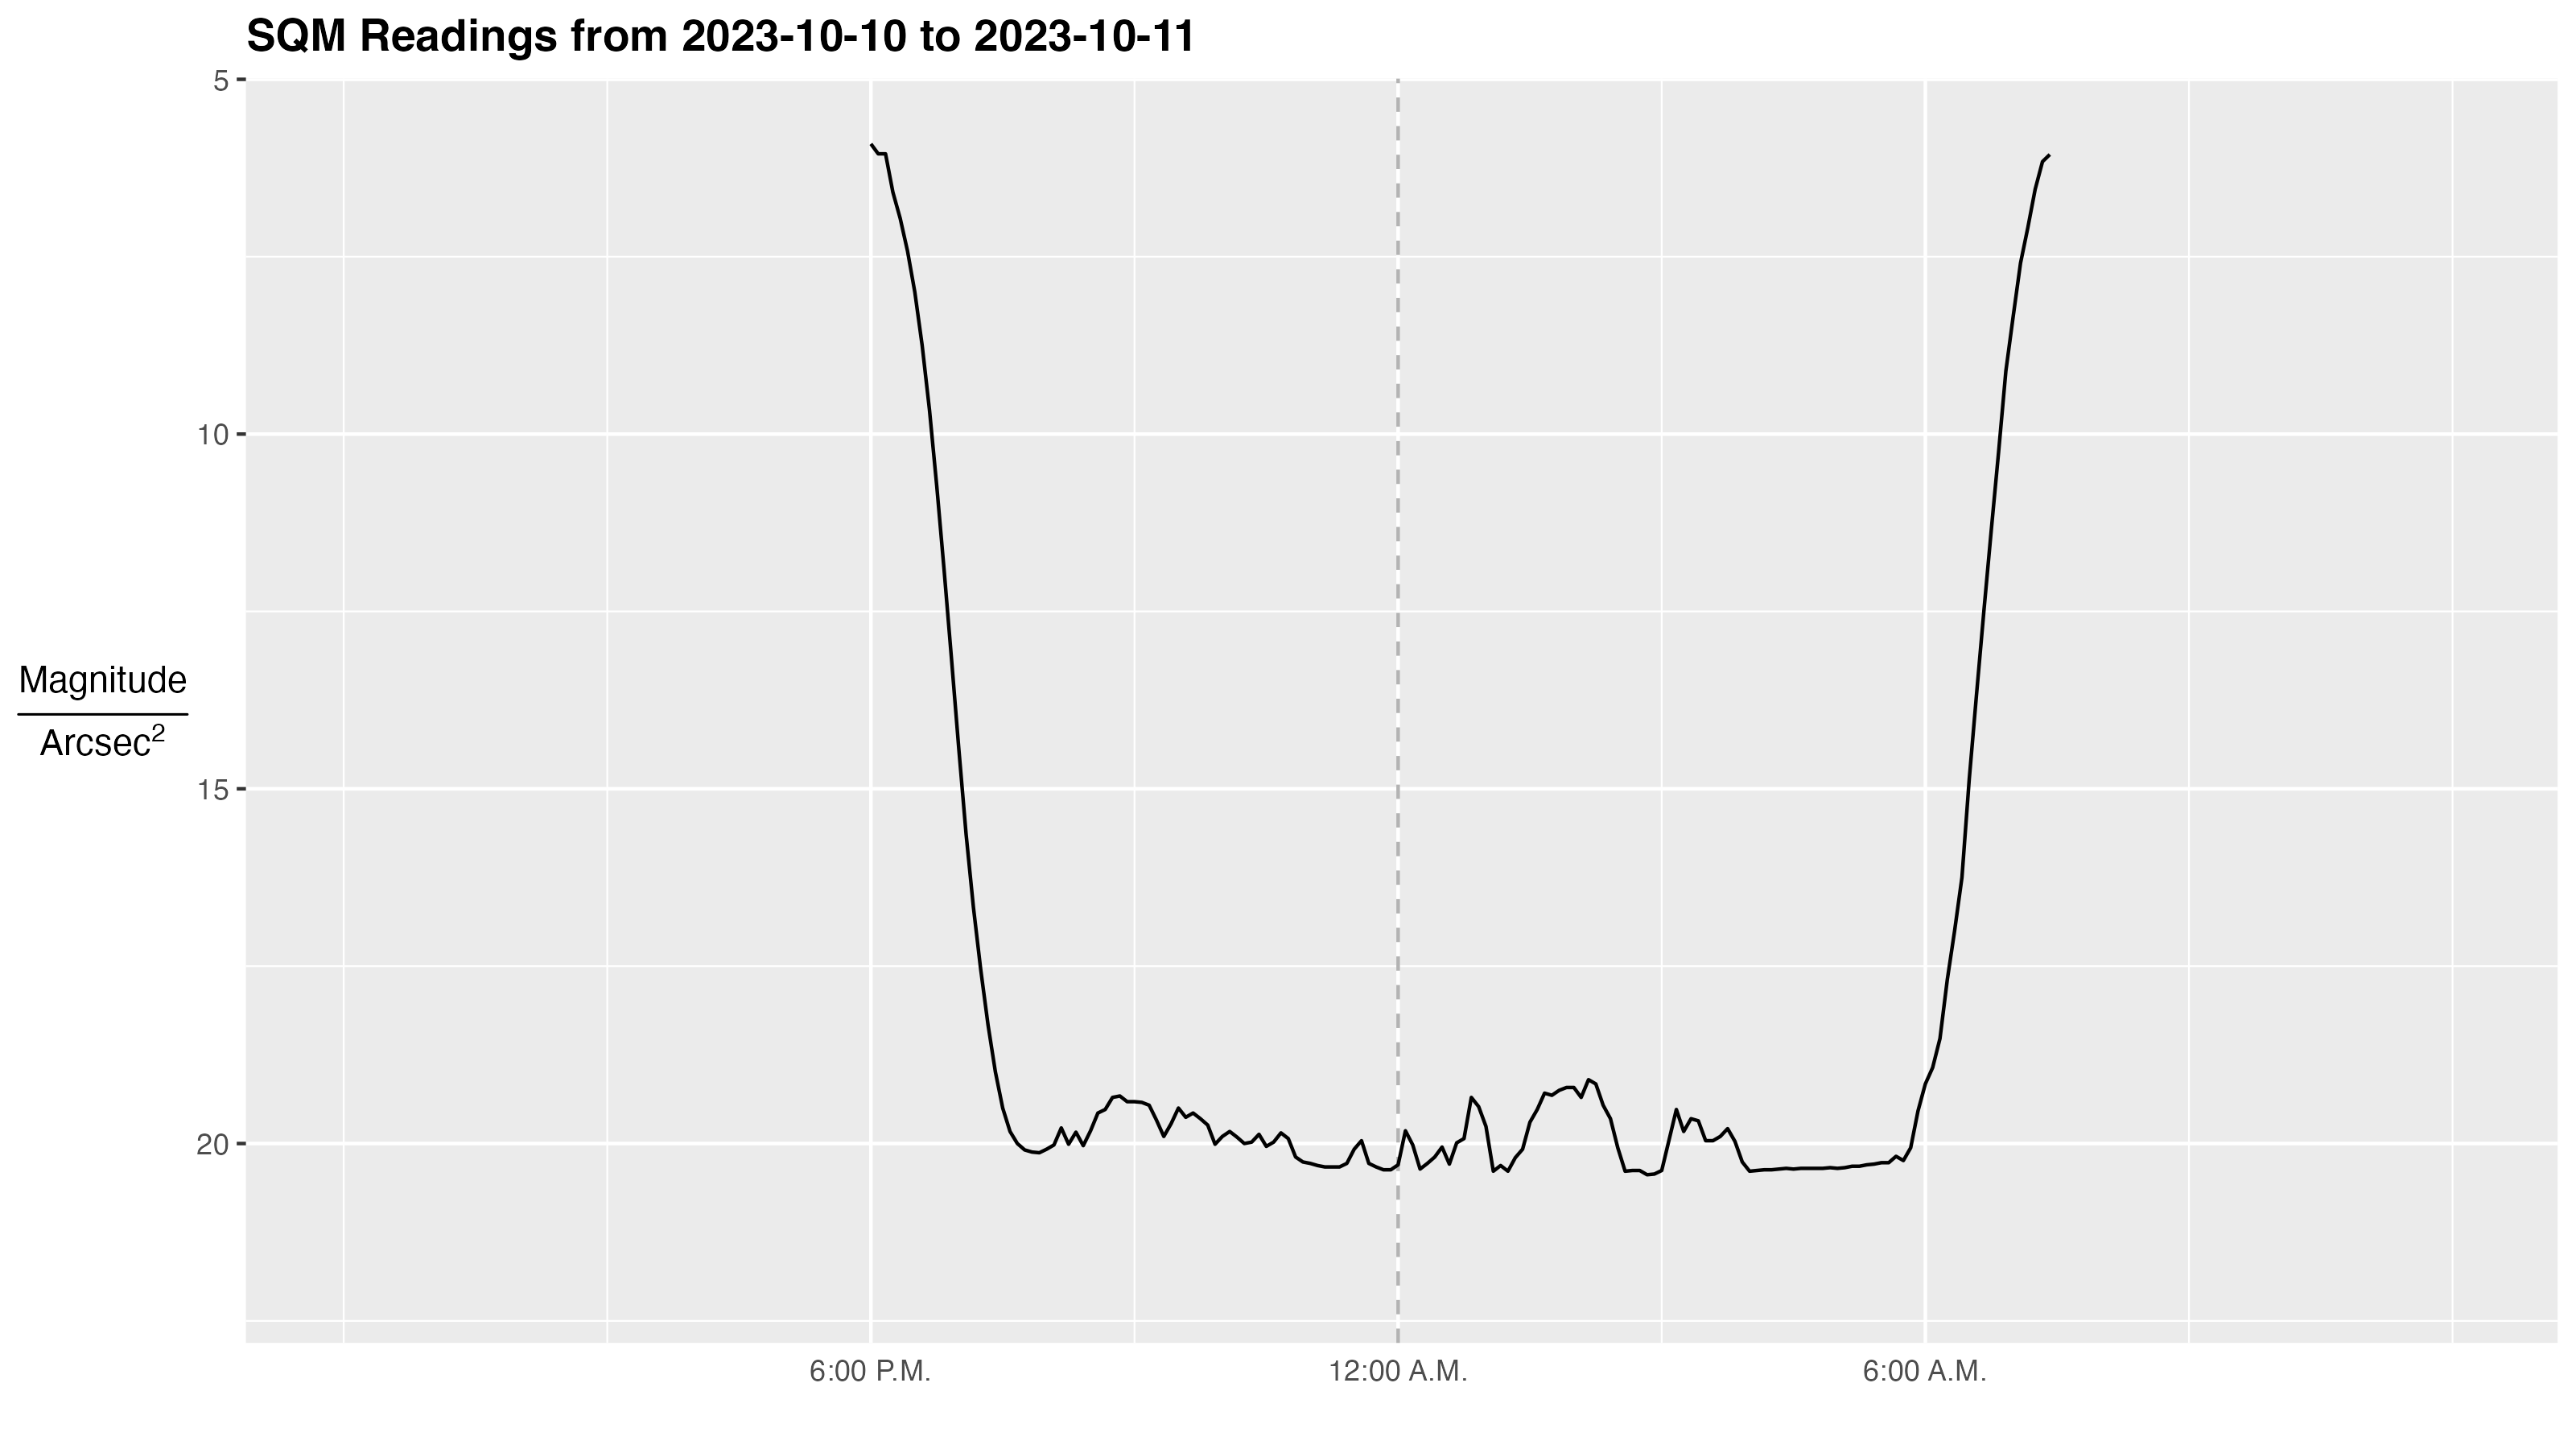 SQM Readings from 2023-10-10 to 2023-10-11
5
10
Magnitude
Arcsec²
15
20
6:00 P.M.
12:00 A.M.
6:00 A.M.